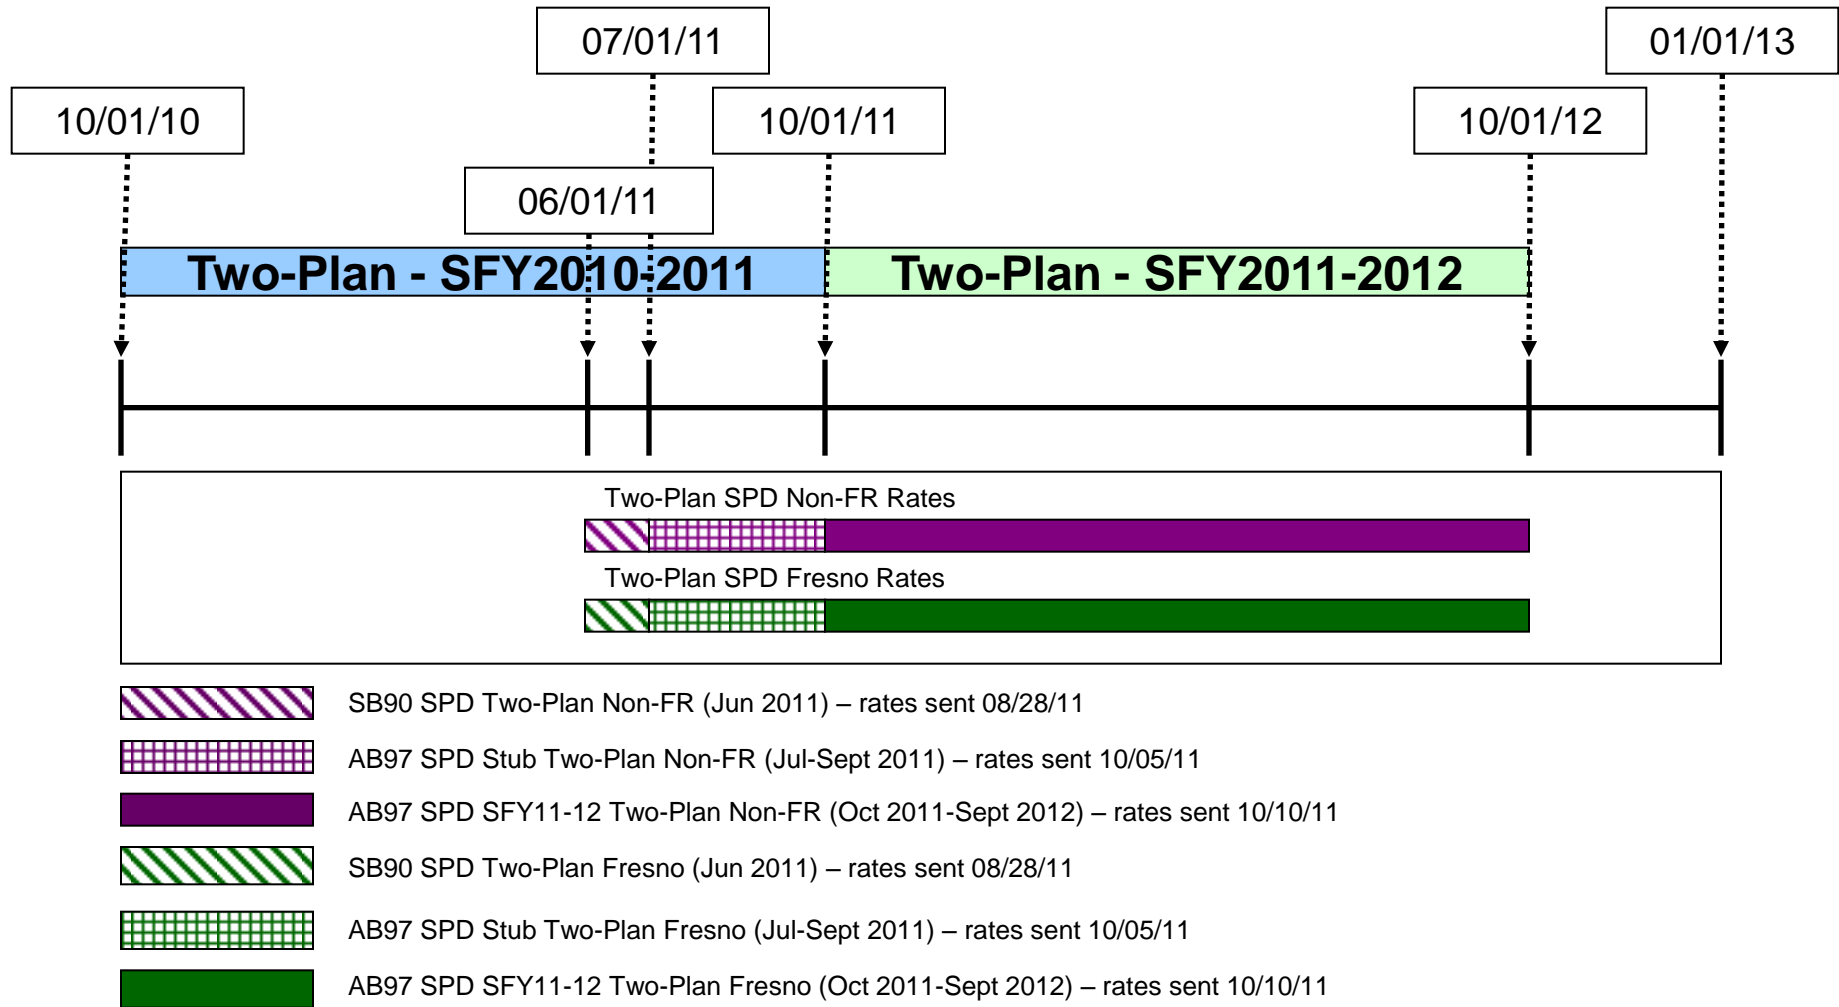 07/01/11
01/01/13
10/01/10
10/01/11
10/01/12
06/01/11
Two-Plan - SFY2010-2011
Two-Plan - SFY2011-2012
Two-Plan SPD Non-FR Rates
Two-Plan SPD Fresno Rates
SB90 SPD Two-Plan Non-FR (Jun 2011) – rates sent 08/28/11
AB97 SPD Stub Two-Plan Non-FR (Jul-Sept 2011) – rates sent 10/05/11
AB97 SPD SFY11-12 Two-Plan Non-FR (Oct 2011-Sept 2012) – rates sent 10/10/11
SB90 SPD Two-Plan Fresno (Jun 2011) – rates sent 08/28/11
AB97 SPD Stub Two-Plan Fresno (Jul-Sept 2011) – rates sent 10/05/11
AB97 SPD SFY11-12 Two-Plan Fresno (Oct 2011-Sept 2012) – rates sent 10/10/11